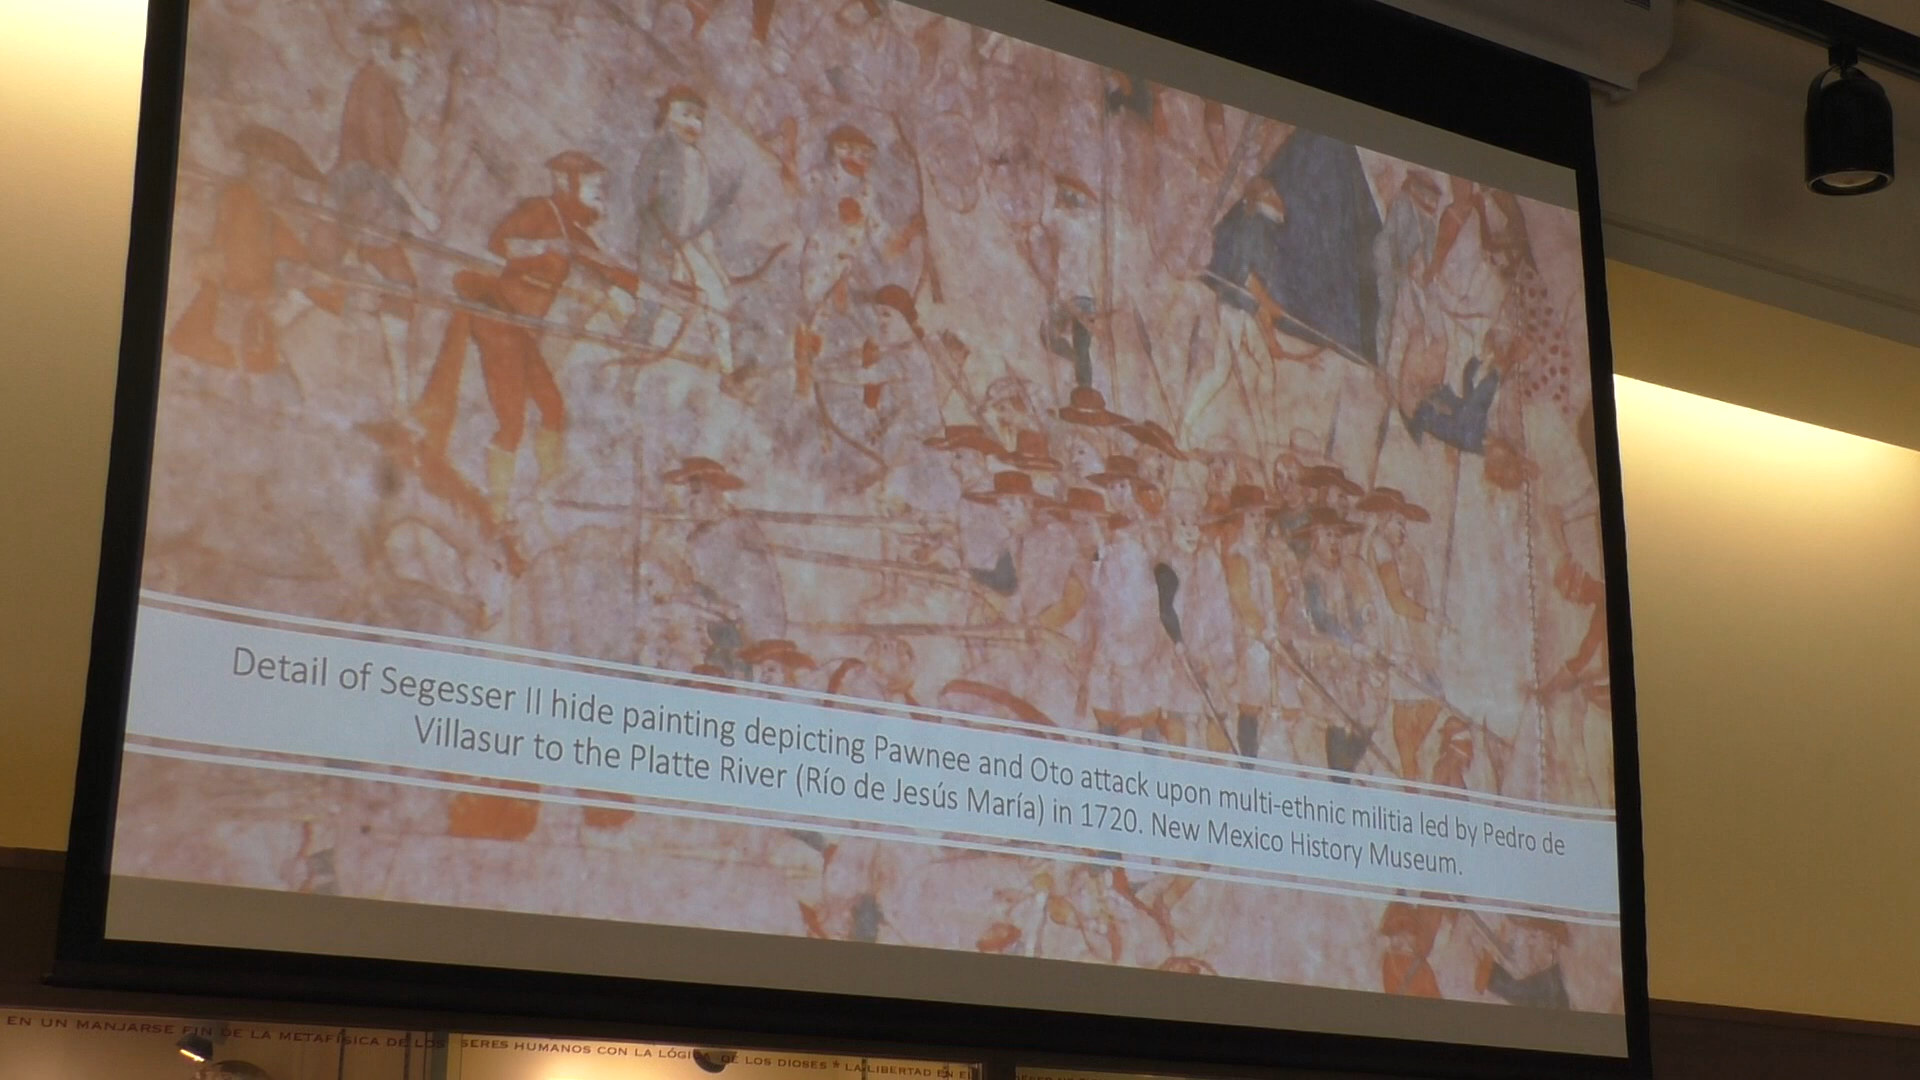 Detail of Segesser II hide painting depicting Pawnee and Oto attack upon multi-ethnic militia led by Pedro de
Villasur to the Platte River (Río de Jesús María) in 1720. New Mexico History Museum.
EN UN MANJARSE FIN DE LA METAFÍSICA DE LOS SERES HUMANOS CON LA LÓGICA DE LOS DIOSES * LA LIBERTAD EN